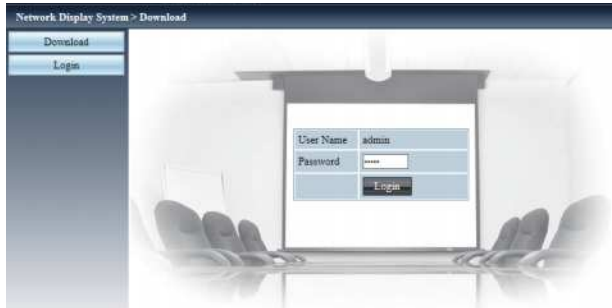 Network Display System > Download
Download
Login
User Name admin
Password •••••
Login